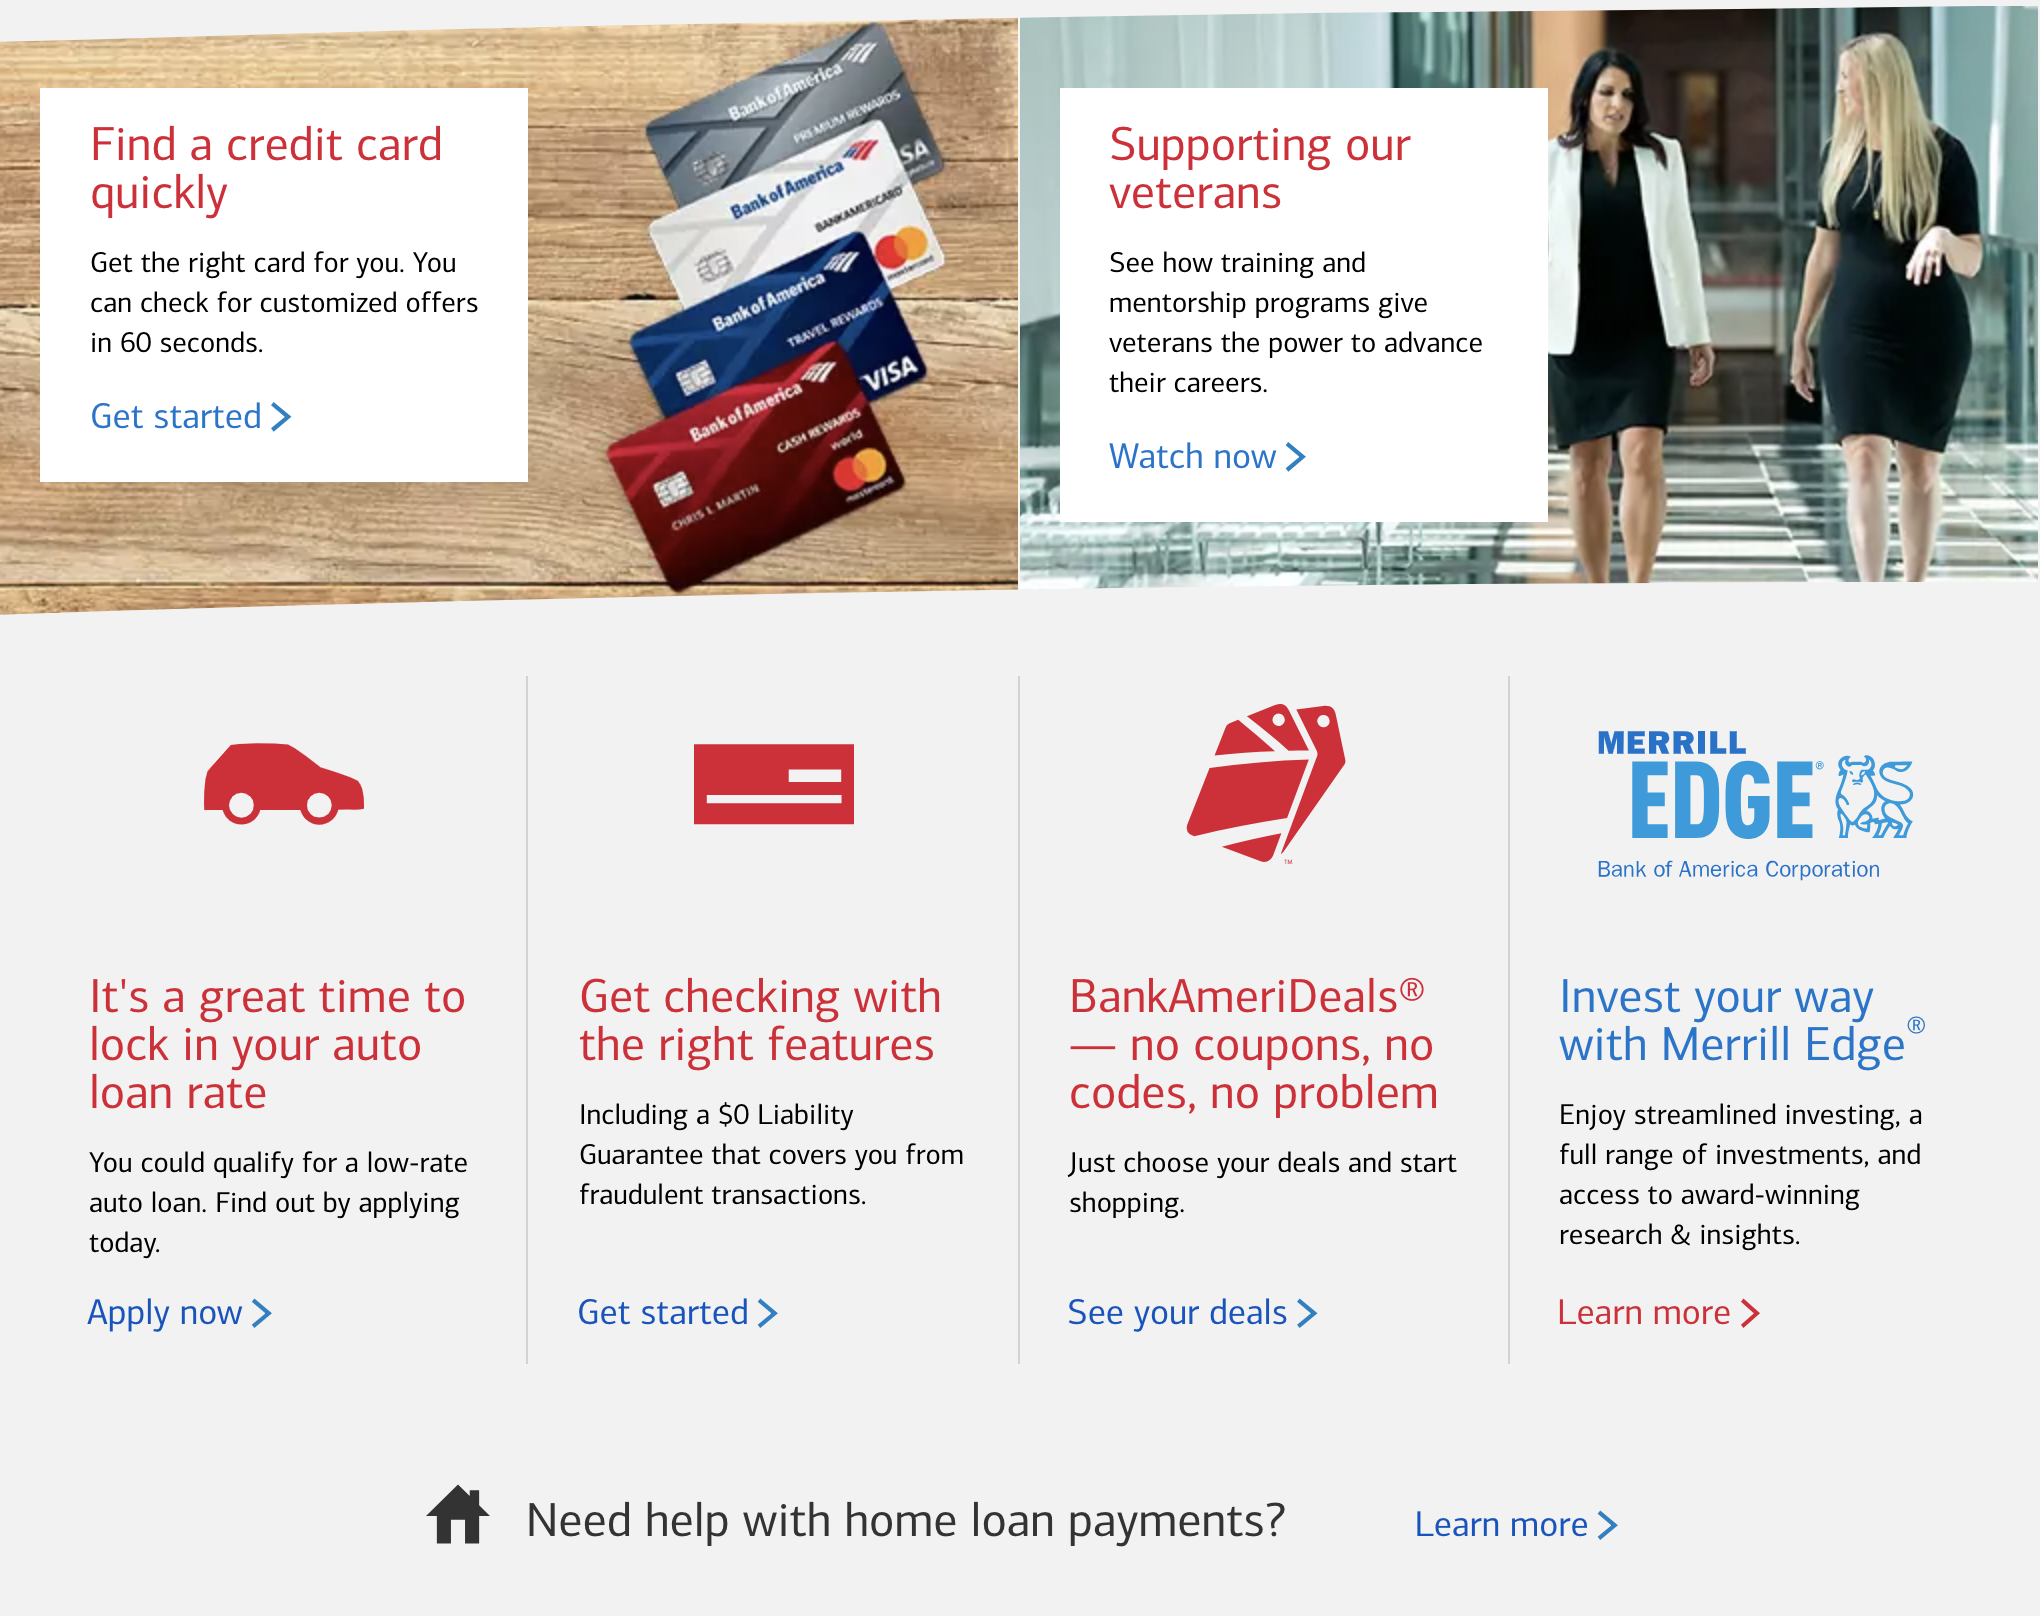 Find a credit card
quickly
Get the right card for you. You
can check for customized offers
in 60 seconds.
Get started
Bank of America
PREMIUM REWARDS
VISA
Bank of America
BANKAMERICARD
mastercard
Bank of America
TRAVEL REWARDS
VISA
Bank of America
CASH REWARDS
world
CHRIS L MARTIN
mastercard
Supporting our
veterans
See how training and
mentorship programs give
veterans the power to advance
their careers.
Watch now
It's a great time to
lock in your auto
loan rate
You could qualify for a low-rate
auto loan. Find out by applying
today.
Apply now
Get checking with
the right features
Including a $0 Liability
Guarantee that covers you from
fraudulent transactions.
Get started
TM
BankAmeriDeals®
— no coupons, no
codes, no problem
Just choose your deals and start
shopping.
See your deals
MERRILL
EDGE®
Bank of America Corporation
Invest your way
with Merrill Edge®
Enjoy streamlined investing, a
full range of investments, and
access to award-winning
research & insights.
Learn more
Need help with home loan payments?
Learn more